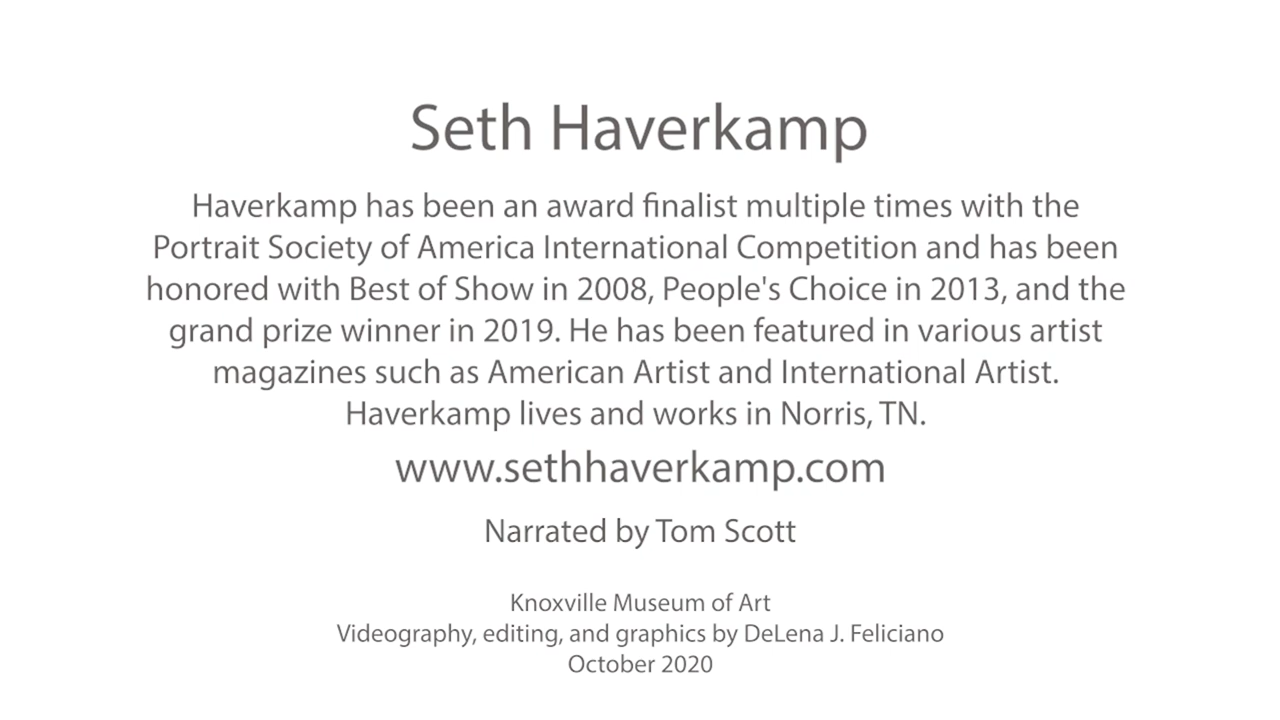 Seth Haverkamp
Haverkamp has been an award finalist multiple times with the
Portrait Society of America International Competition and has been
honored with Best of Show in 2008, People's Choice in 2013, and the
grand prize winner in 2019. He has been featured in various artist
magazines such as American Artist and International Artist.
Haverkamp lives and works in Norris, TN.
www.sethhaverkamp.com
Narrated by Tom Scott
Knoxville Museum of Art
Videography, editing, and graphics by DeLena J. Feliciano
October 2020